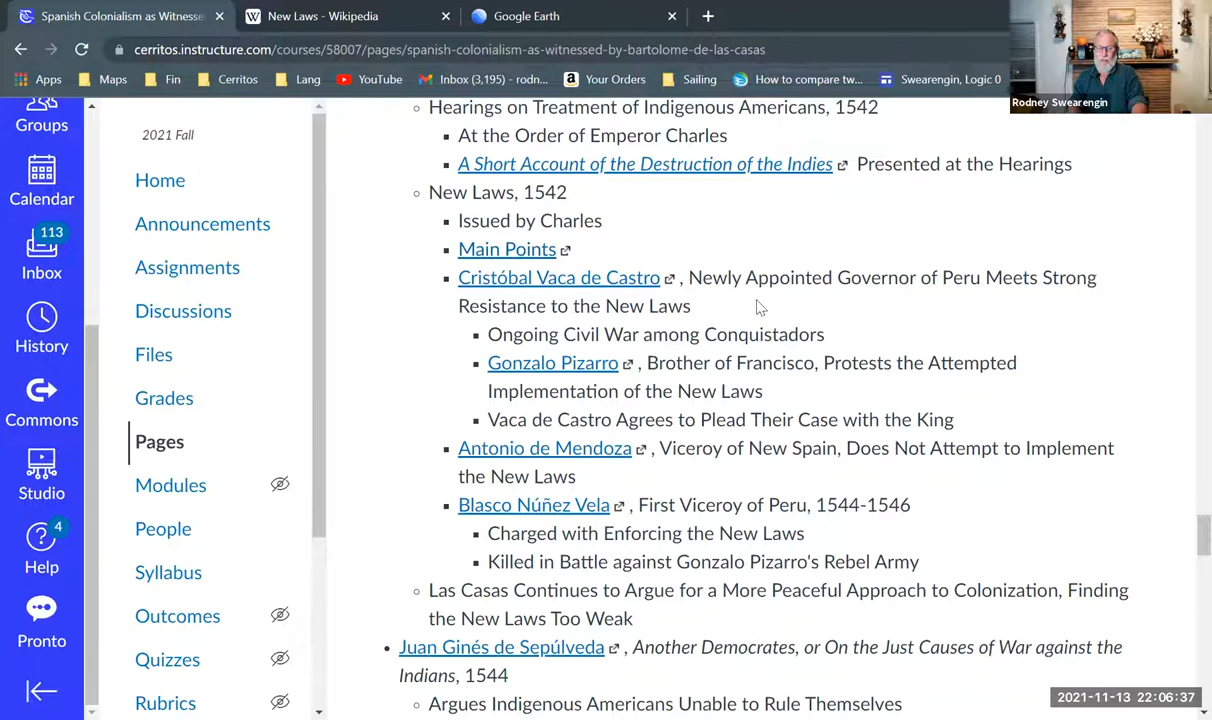 Spanish Colonialism as Witnesse
New Laws - Wikipedia
Google Earth
cerritos.instructure.com/courses/58007/pages/spanish-colonialism-as-witnessed-by-bartolome-de-las-casas
Apps
Maps
Fin
Cerritos
Lang
YouTube
Inbox (3,195) - rodn...
Your Orders
Sailing
How to compare tw...
Swearengin, Logic 0
Rodney Swearengin
Groups
Calendar
113
Inbox
History
Commons
Studio
4
Help
Pronto
2021 Fall
Home
Announcements
Assignments
Discussions
Files
Grades
Pages
Modules
People
Syllabus
Outcomes
Quizzes
Rubrics
Hearings on Treatment of Indigenous Americans, 1542
At the Order of Emperor Charles
A Short Account of the Destruction of the Indies Presented at the Hearings
New Laws, 1542
Issued by Charles
Main Points
Cristóbal Vaca de Castro , Newly Appointed Governor of Peru Meets Strong
Resistance to the New Laws
Ongoing Civil War among Conquistadors
Gonzalo Pizarro , Brother of Francisco, Protests the Attempted
Implementation of the New Laws
Vaca de Castro Agrees to Plead Their Case with the King
Antonio de Mendoza , Viceroy of New Spain, Does Not Attempt to Implement
the New Laws
Blasco Núñez Vela , First Viceroy of Peru, 1544-1546
Charged with Enforcing the New Laws
Killed in Battle against Gonzalo Pizarro's Rebel Army
Las Casas Continues to Argue for a More Peaceful Approach to Colonization, Finding
the New Laws Too Weak
Juan Ginés de Sepúlveda , Another Democrates, or On the Just Causes of War against the
Indians, 1544
Argues Indigenous Americans Unable to Rule Themselves
2021-11-13 22:06:37